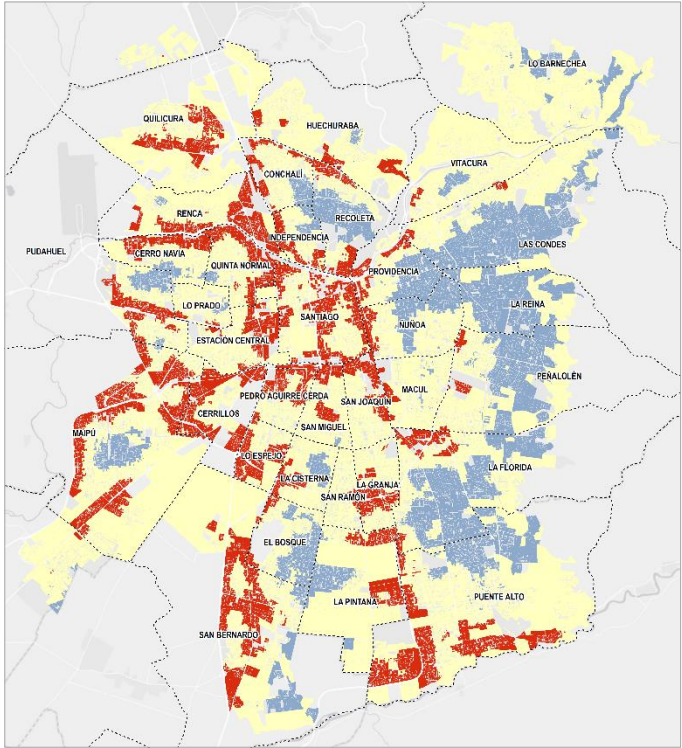 LO BARNECHEA
QUILICURA
HUECHURABA
VITACURA
CONCHALÍ
RENCA
RECOLETA
INDEPENDENCIA
LAS CONDES
PUDAHUEL
CERRO NAVIA
QUINTA NORMAL
PROVIDENCIA
LO PRADO
LA REINA
SANTIAGO
ÑUÑOA
ESTACIÓN CENTRAL
PEÑALOLÉN
MACUL
PEDRO AGUIRRE CERDA
SAN JOAQUÍN
CERRILLOS
SAN MIGUEL
MAIPÚ
LO ESPEJO
LA FLORIDA
LA CISTERNA
LA GRANJA
SAN RAMÓN
EL BOSQUE
PUENTE ALTO
LA PINTANA
SAN BERNARDO